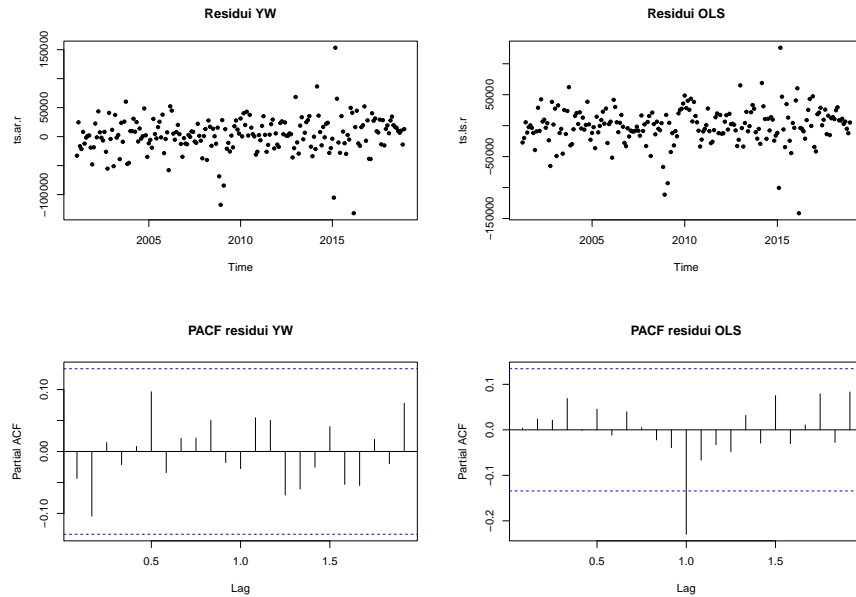 Residui YW
ts.ar.r
150000
50000
0
−100000
2005
2010
2015
Time
Residui OLS
ts.ls.r
50000
−50000
−150000
2005
2010
2015
Time
PACF residui YW
Partial ACF
0.10
0.00
−0.10
0.5
1.0
1.5
Lag
PACF residui OLS
Partial ACF
0.1
0.0
−0.1
−0.2
0.5
1.0
1.5
Lag